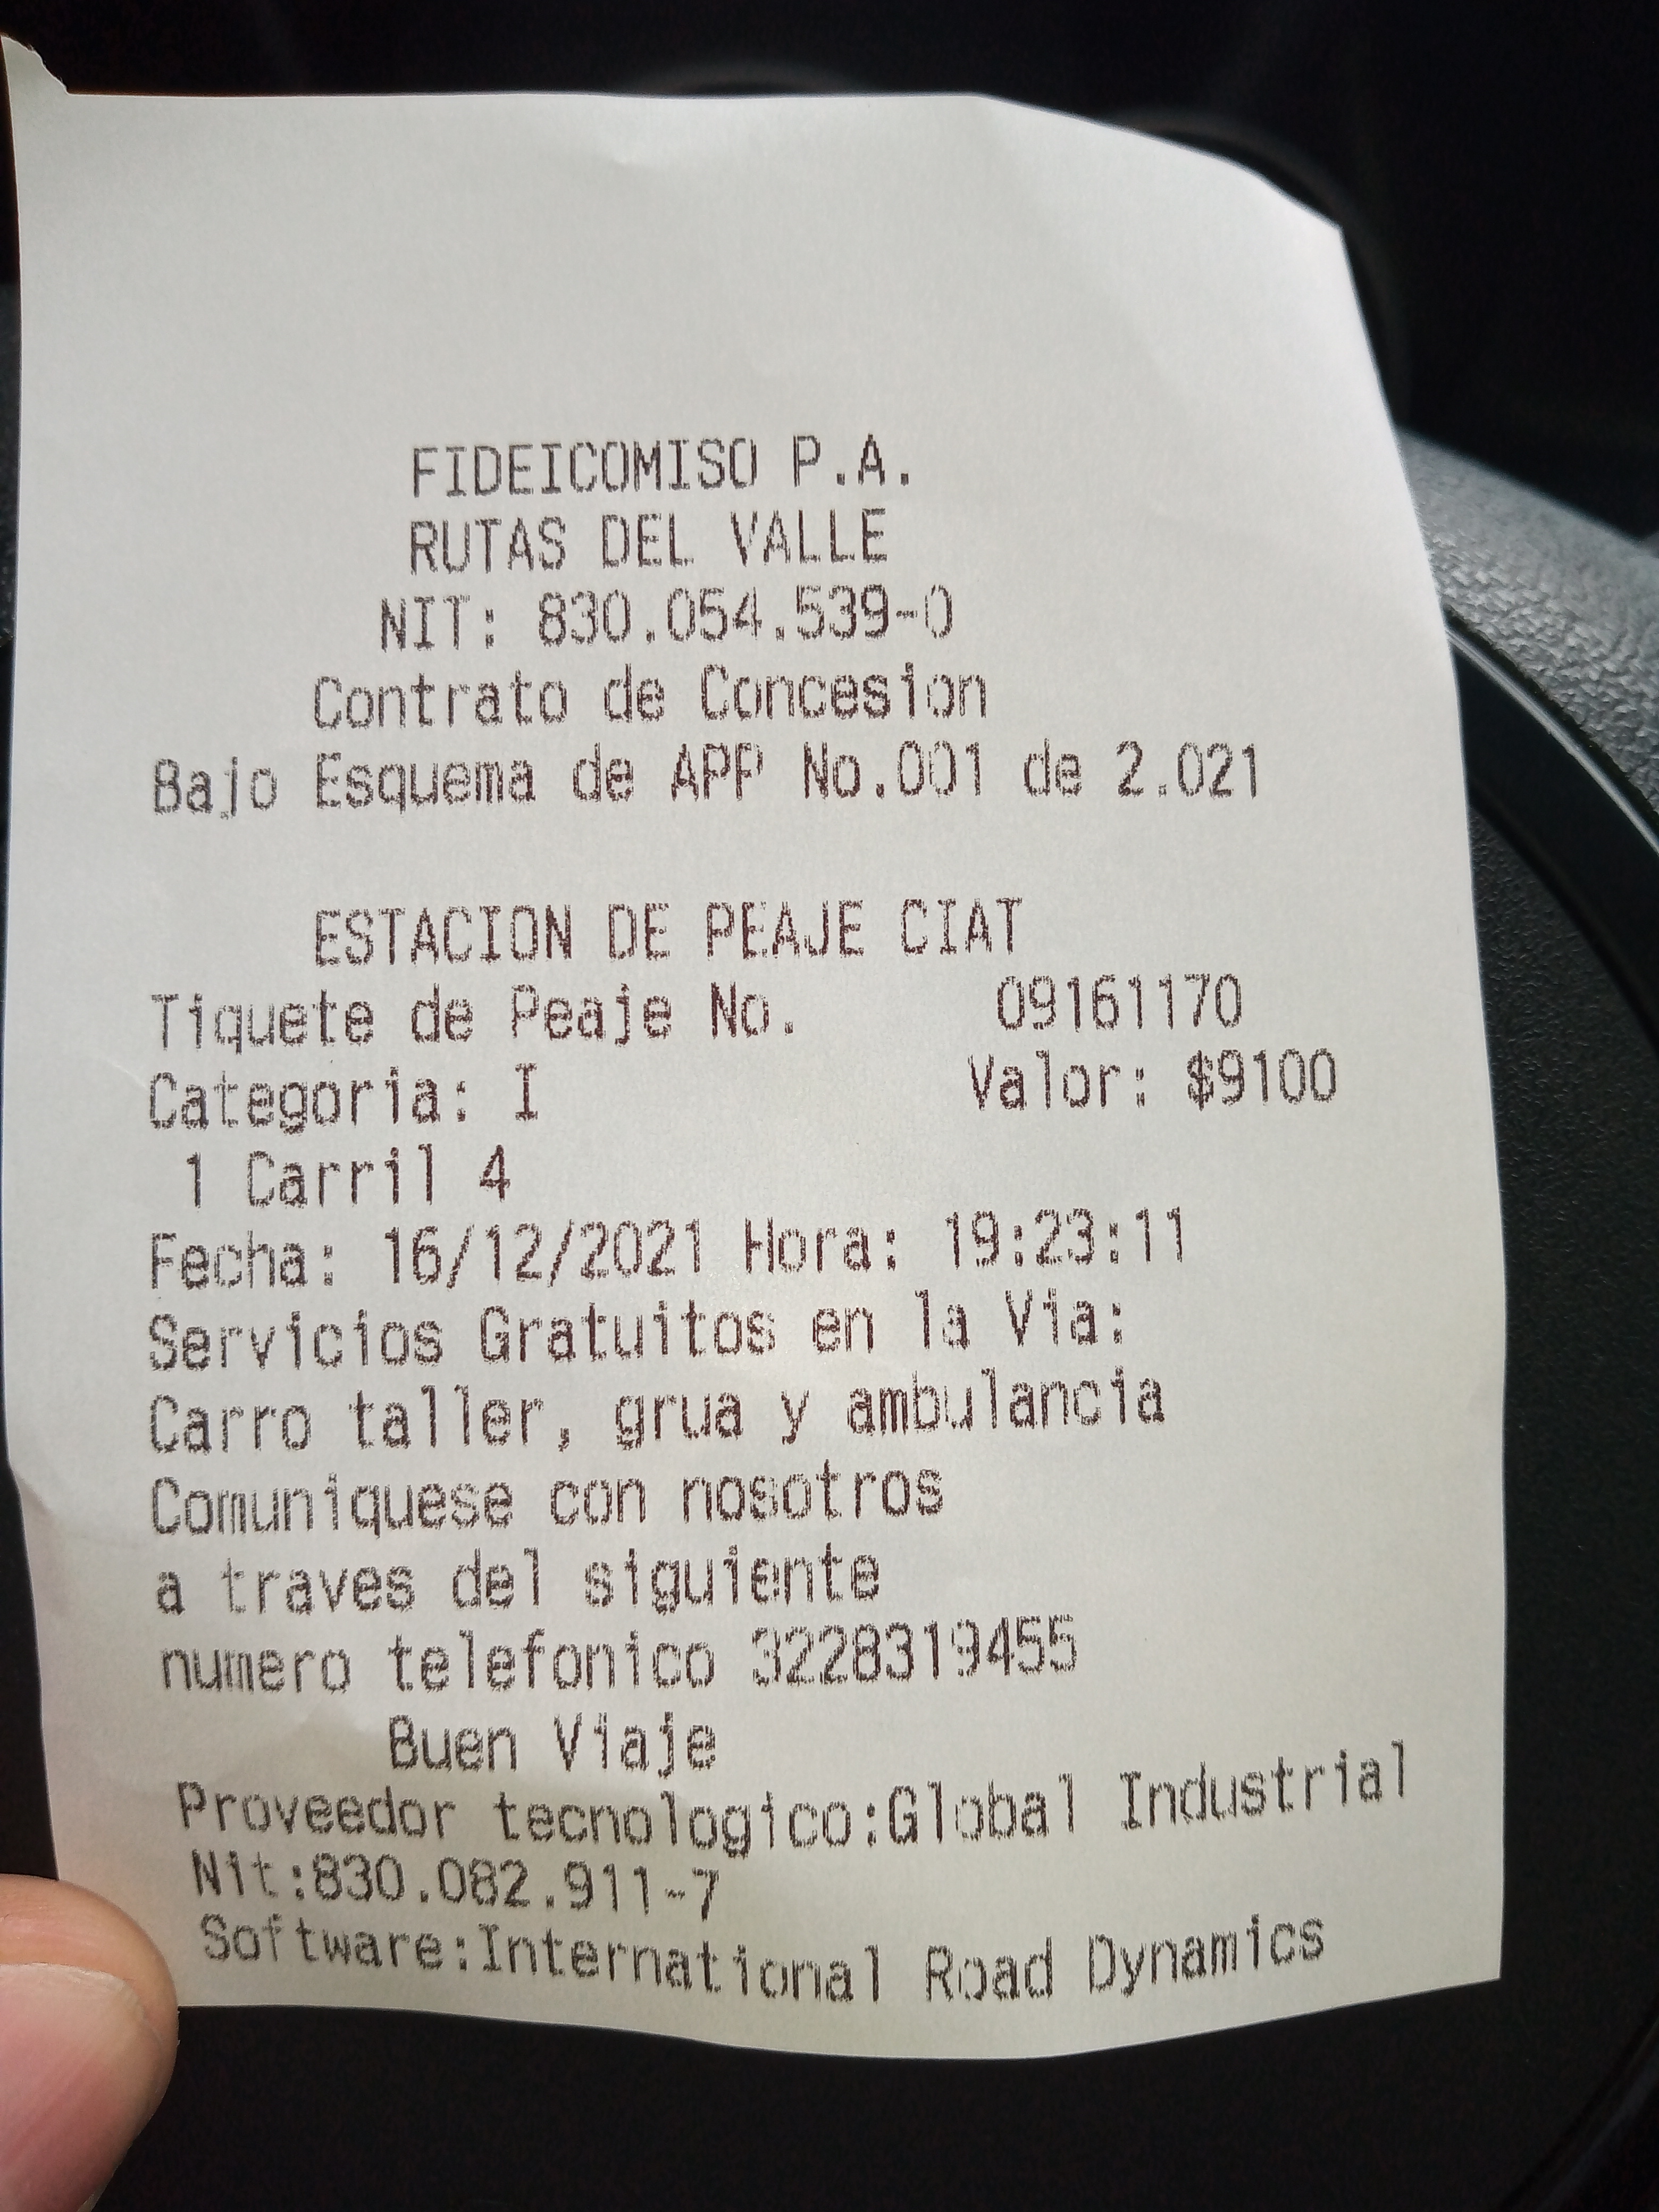 FIDEICOMISO P.A.
RUTAS DEL VALLE
NIT: 830.054.539-0
Contrato de Concesion
Bajo Esquema de APP No.001 de 2.021
ESTACION DE PEAJE CIAT
Tiquete de Peaje No. 09161170
Categoria: I Valor: $9100
1 Carril 4
Fecha: 16/12/2021 Hora: 19:23:11
Servicios Gratuitos en la Via:
Carro taller, grua y ambulancia
Comuniquese con nosotros
a traves del siguiente
numero telefonico 3228319455
Buen Viaje
Proveedor tecnologico:Global Industrial
Nit:830.082.911-7
Software:International Road Dynamics